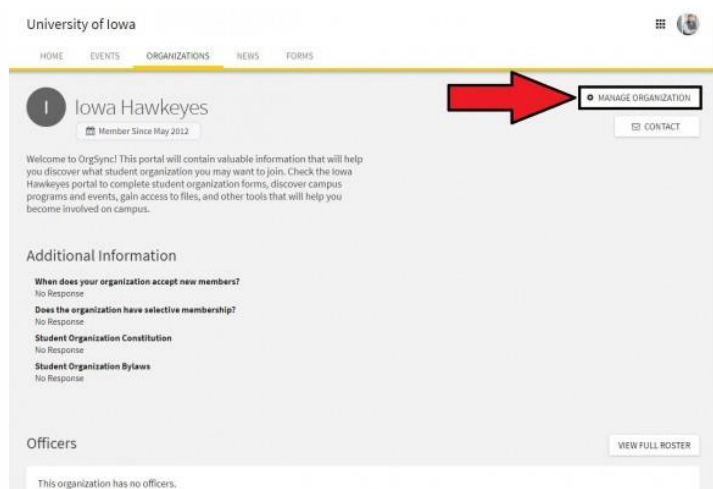 University of Iowa
HOME EVENTS ORGANIZATIONS NEWS FORMS
MANAGE ORGANIZATION
I Iowa Hawkeyes
Member Since May 2012
CONTACT
Welcome to OrgSync! This portal will contain valuable information that will help
you discover what student organization you may want to join. Check the Iowa
Hawkeyes portal to complete student organization forms, discover campus
programs and events, gain access to files, and other tools that will help you
become involved on campus.
Additional Information
When does your organization accept new members?
No Response
Does the organization have selective membership?
No Response
Student Organization Constitution
No Response
Student Organization Bylaws
No Response
Officers
VIEW FULL ROSTER
This organization has no officers.